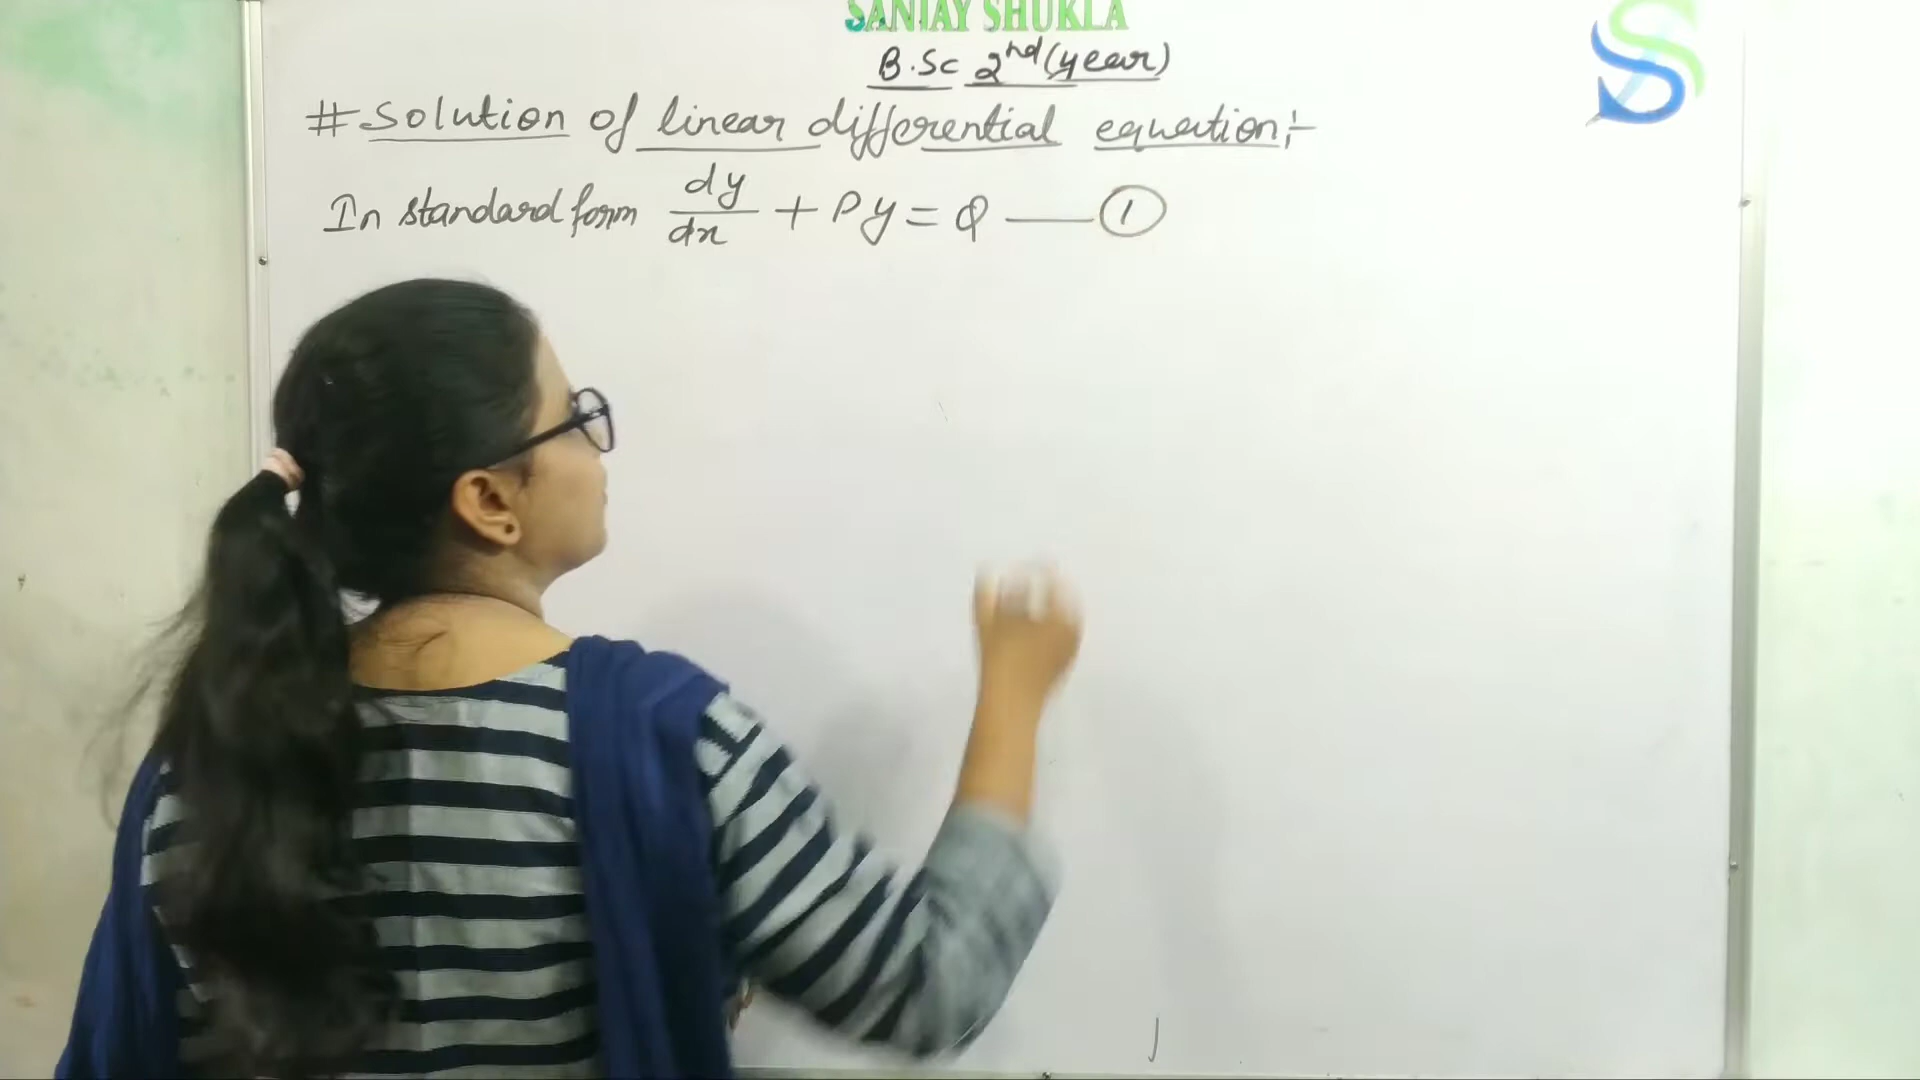 SANJAY SHUKLA
B.Sc 2nd (year)
# Solution of linear differential equation:-
In standard form dy/dx + Py = Q —— ①